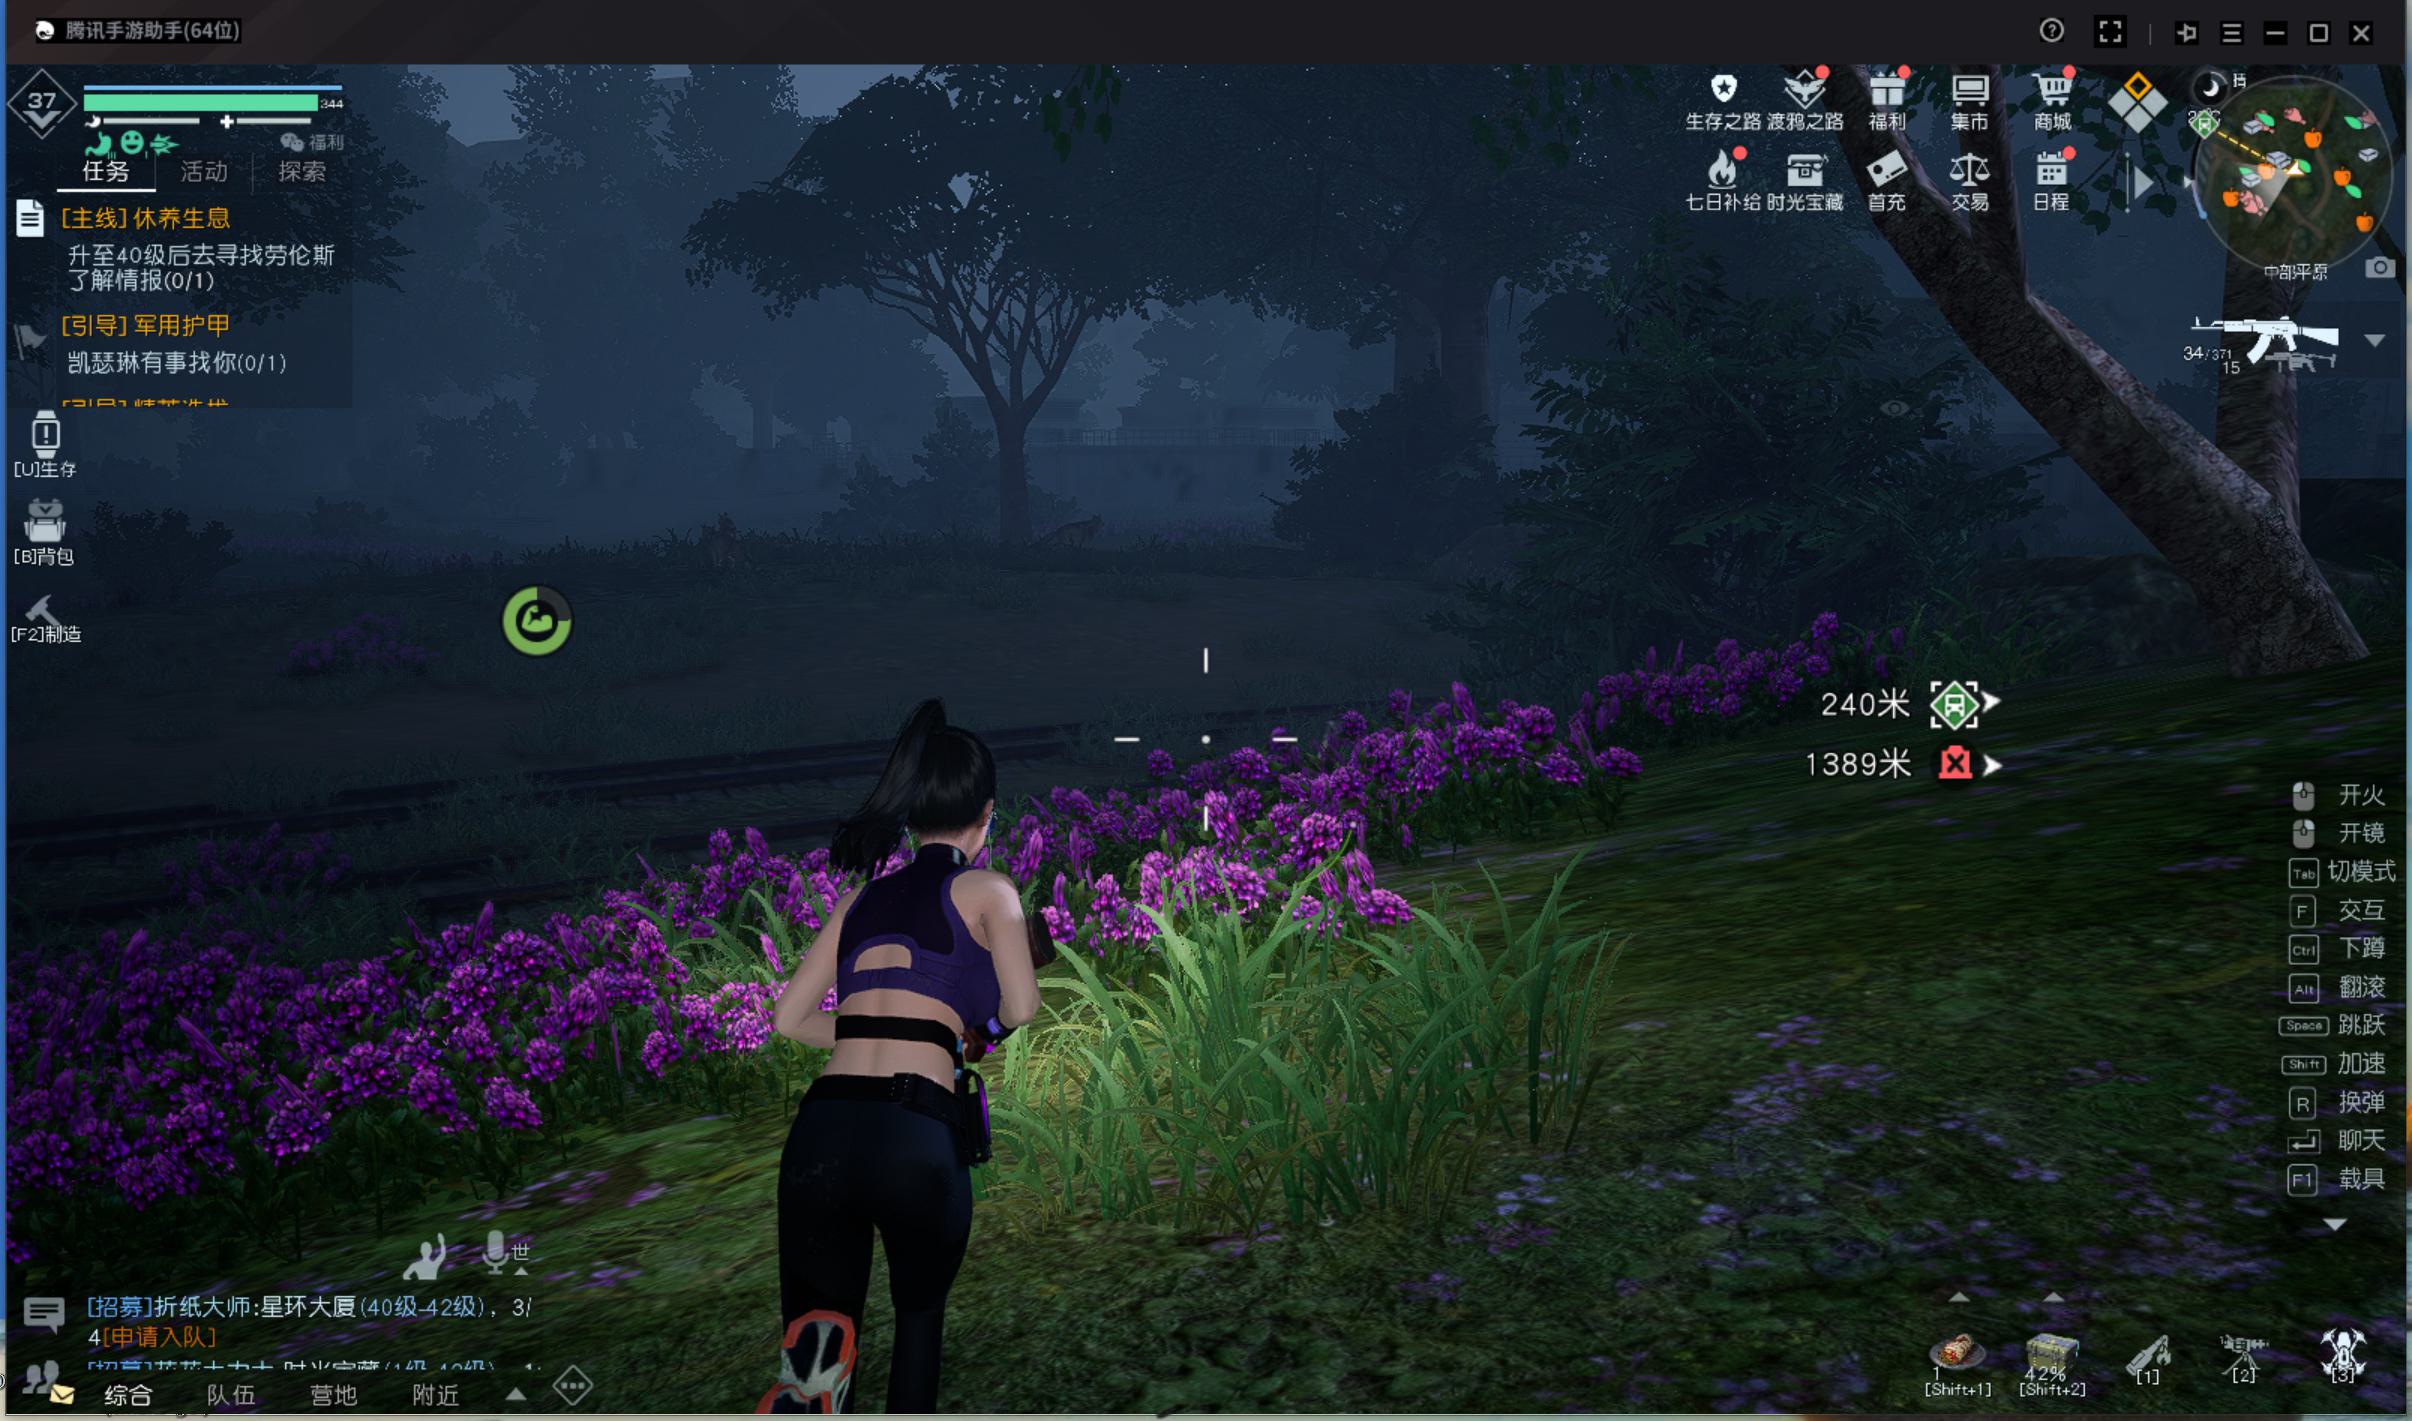 腾讯手游助手(64位)
37
344
福利
任务
活动
探索
[主线] 休养生息
升至40级后去寻找劳伦斯
了解情报(0/1)
[引导] 军用护甲
凯瑟琳有事找你(0/1)
[U]生存
[B]背包
[F2]制造
生存之路
渡鸦之路
福利
集市
商城
七日补给
时光宝藏
首充
交易
日程
中部平原
34/371
15
240米
1389米
开火
开镜
Tab 切模式
F 交互
Ctrl 下蹲
Alt 翻滚
Space 跳跃
Shift 加速
R 换弹
聊天
F1 载具
世
[招募]折纸大师:星环大厦(40级-42级)，3/
4[申请入队]
综合
队伍
营地
附近
1
[Shift+1]
42%
[Shift+2]
[1]
[2]
[3]